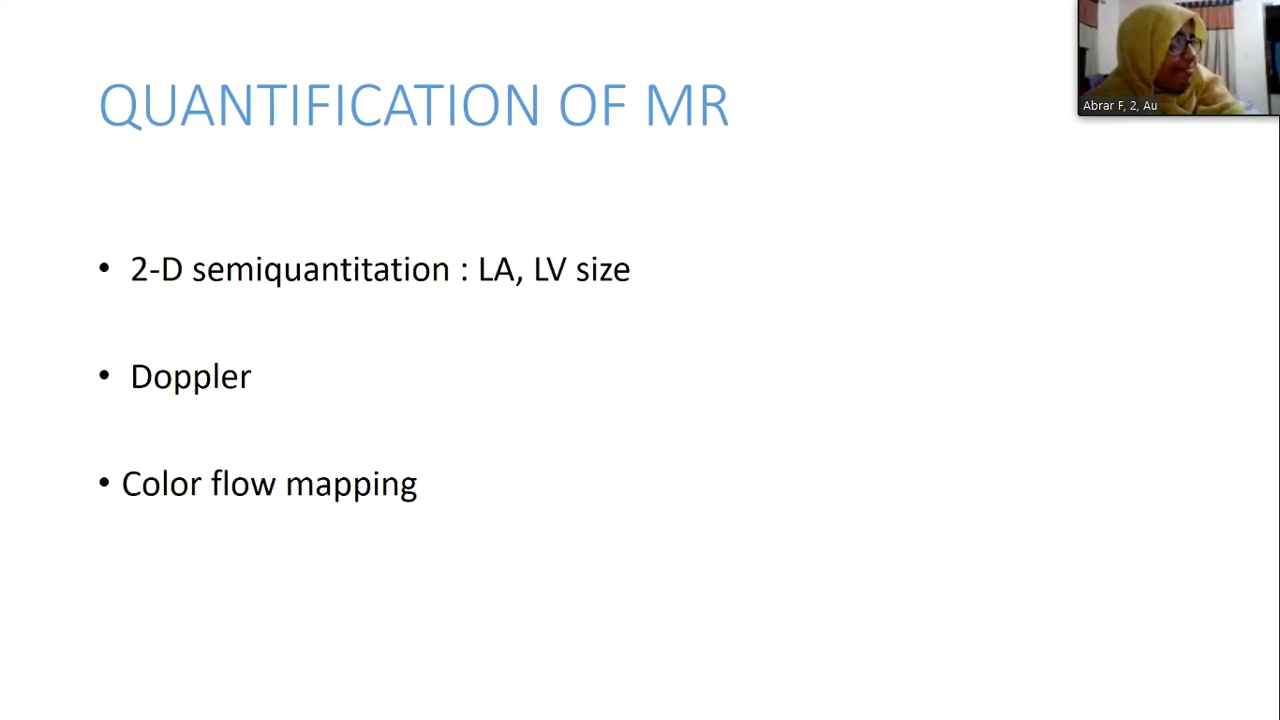 QUANTIFICATION OF MR
Abrar F, 2, Au
• 2-D semiquantitation : LA, LV size
• Doppler
• Color flow mapping